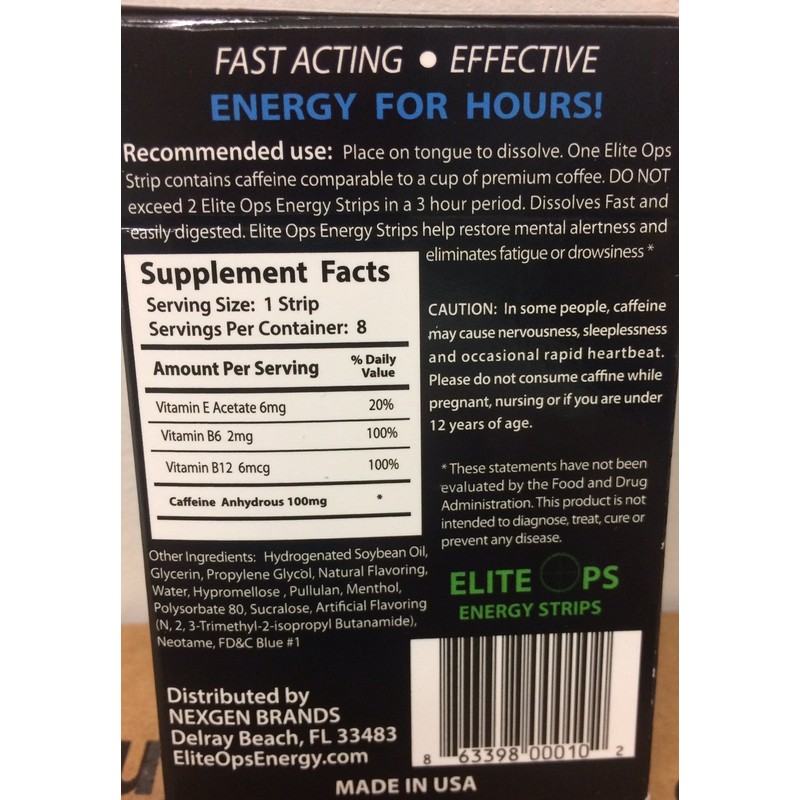 FAST ACTING • EFFECTIVE
ENERGY FOR HOURS!
Recommended use: Place on tongue to dissolve. One Elite Ops
Strip contains caffeine comparable to a cup of premium coffee. DO NOT
exceed 2 Elite Ops Energy Strips in a 3 hour period. Dissolves Fast and
easily digested. Elite Ops Energy Strips help restore mental alertness and
eliminates fatigue or drowsiness *
Supplement Facts
Serving Size: 1 Strip
Servings Per Container: 8
Amount Per Serving % Daily
Value
Vitamin E Acetate 6mg 20%
Vitamin B6 2mg 100%
Vitamin B12 6mcg 100%
Caffeine Anhydrous 100mg *
CAUTION: In some people, caffeine
may cause nervousness, sleeplessness
and occasional rapid heartbeat.
Please do not consume caffine while
pregnant, nursing or if you are under
12 years of age.
* These statements have not been
evaluated by the Food and Drug
Administration. This product is not
intended to diagnose, treat, cure or
prevent any disease.
Other Ingredients: Hydrogenated Soybean Oil,
Glycerin, Propylene Glycol, Natural Flavoring,
Water, Hypromellose , Pullulan, Menthol,
Polysorbate 80, Sucralose, Artificial Flavoring
(N, 2, 3-Trimethyl-2-isopropyl Butanamide),
Neotame, FD&C Blue #1
ELITE OPS
ENERGY STRIPS
Distributed by
NEXGEN BRANDS
Delray Beach, FL 33483
EliteOpsEnergy.com
8 63398 00010 2
MADE IN USA